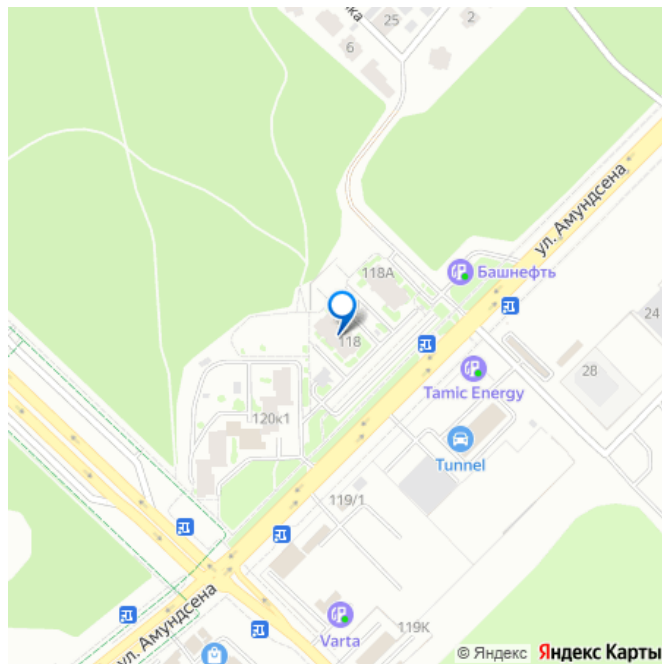 25
2
6
ул. Амундсена
118А
Башнефть
24
118
28
Tamic Energy
120к1
Tunnel
119/1
ул. Амундсена
Varta
119К
© Яндекс Яндекс Карты